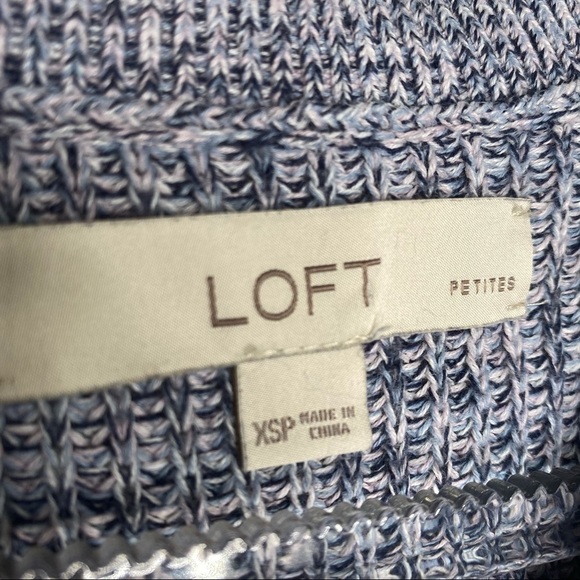 LOFT PETITES
XSP MADE IN
CHINA